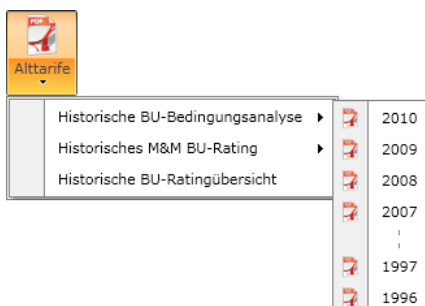 PDF
Alttarife
Historische BU-Bedingungsanalyse
Historisches M&M BU-Rating
Historische BU-Ratingübersicht
2010
2009
2008
2007
1997
1996